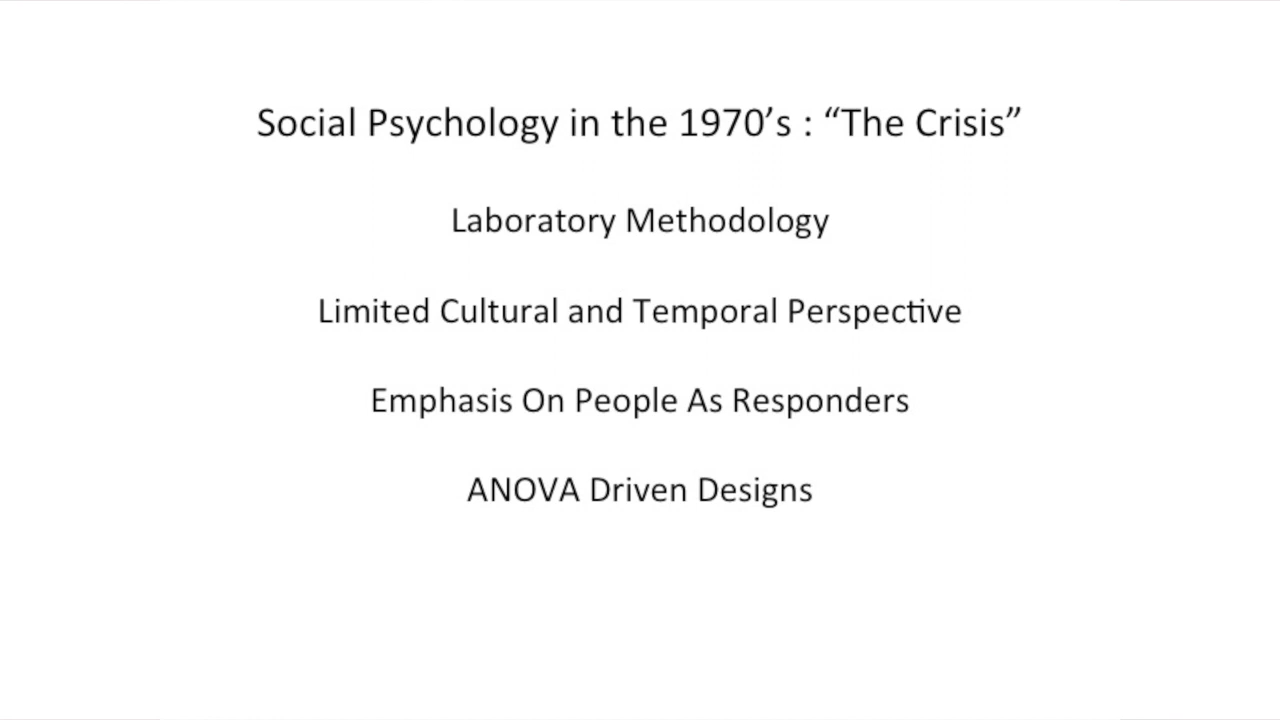 Social Psychology in the 1970’s : “The Crisis”
Laboratory Methodology
Limited Cultural and Temporal Perspective
Emphasis On People As Responders
ANOVA Driven Designs